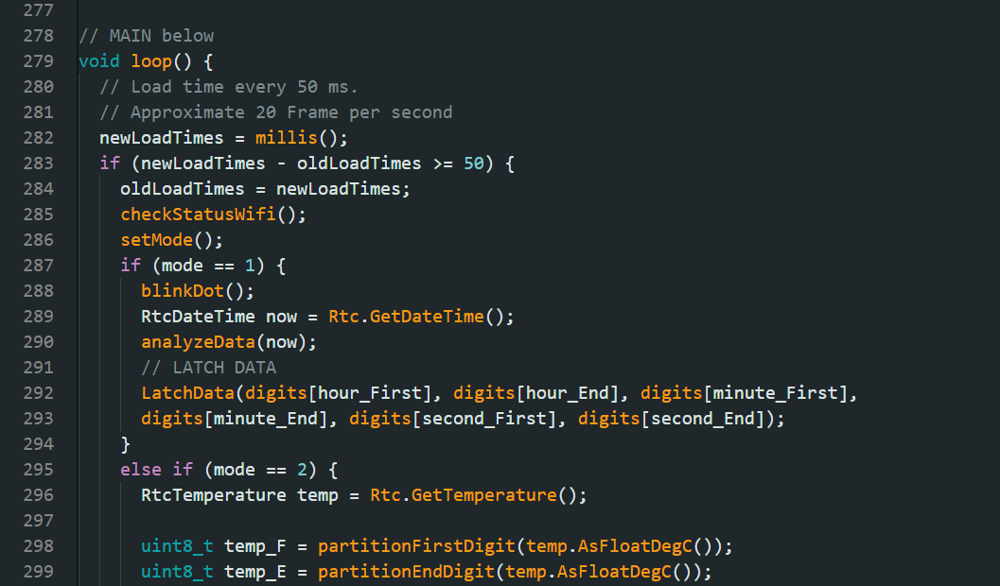 277
278 // MAIN below
279 void loop() {
280 // Load time every 50 ms.
281 // Approximate 20 Frame per second
282 newLoadTimes = millis();
283 if (newLoadTimes - oldLoadTimes >= 50) {
284 oldLoadTimes = newLoadTimes;
285 checkStatusWifi();
286 setMode();
287 if (mode == 1) {
288 blinkDot();
289 RtcDateTime now = Rtc.GetDateTime();
290 analyzeData(now);
291 // LATCH DATA
292 LatchData(digits[hour_First], digits[hour_End], digits[minute_First],
293 digits[minute_End], digits[second_First], digits[second_End]);
294 }
295 else if (mode == 2) {
296 RtcTemperature temp = Rtc.GetTemperature();
297
298 uint8_t temp_F = partitionFirstDigit(temp.AsFloatDegC());
299 uint8_t temp_E = partitionEndDigit(temp.AsFloatDegC());